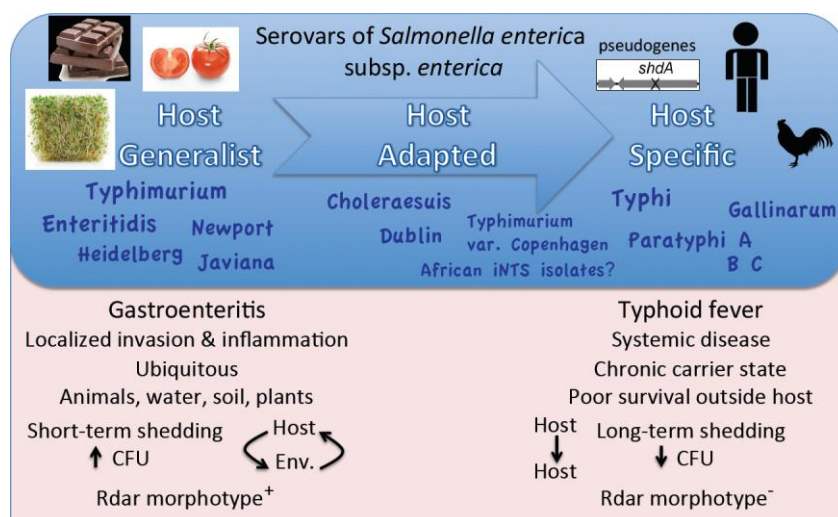 Serovars of Salmonella enterica
subsp. enterica
pseudogenes
shdA
X
Host
Generalist
Host
Adapted
Host
Specific
Typhimurium
Enteritidis
Newport
Heidelberg
Javiana
Choleraesuis
Dublin
Typhimurium
var. Copenhagen
African iNTS isolates?
Typhi
Gallinarum
Paratyphi A
B C
Gastroenteritis
Localized invasion & inflammation
Ubiquitous
Animals, water, soil, plants
Short-term shedding
↑ CFU
Host
Env.
Rdar morphotype+
Typhoid fever
Systemic disease
Chronic carrier state
Poor survival outside host
Host
Host
Long-term shedding
↓ CFU
Rdar morphotype-